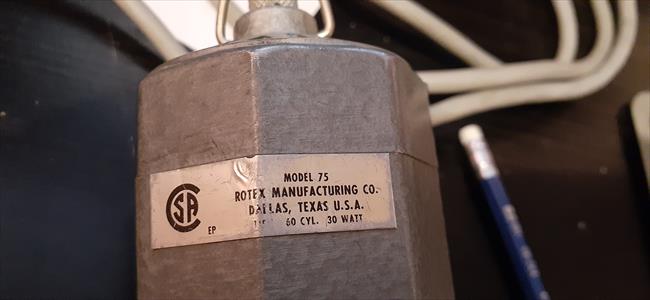 MODEL 75
ROTEX MANUFACTURING CO.
DALLAS, TEXAS U.S.A.
60 CYL. 30 WATT
CSA
EP